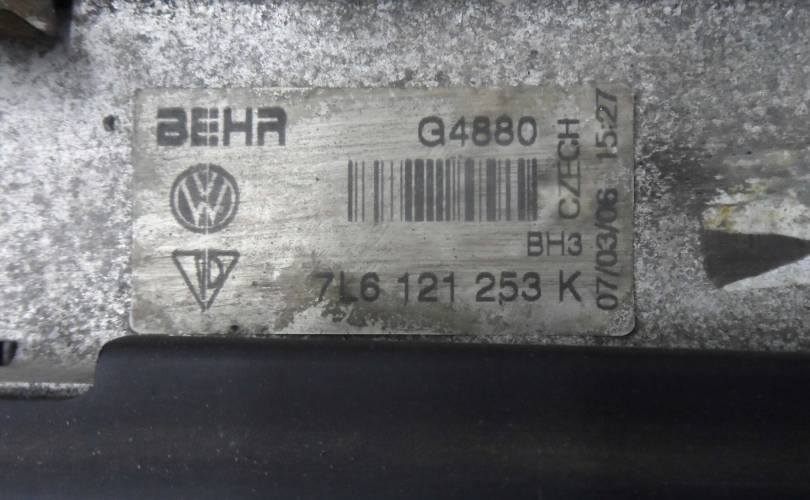 BEHR
G4880
BH3
7L6 121 253 K
CZECH
07/03/06 15:27